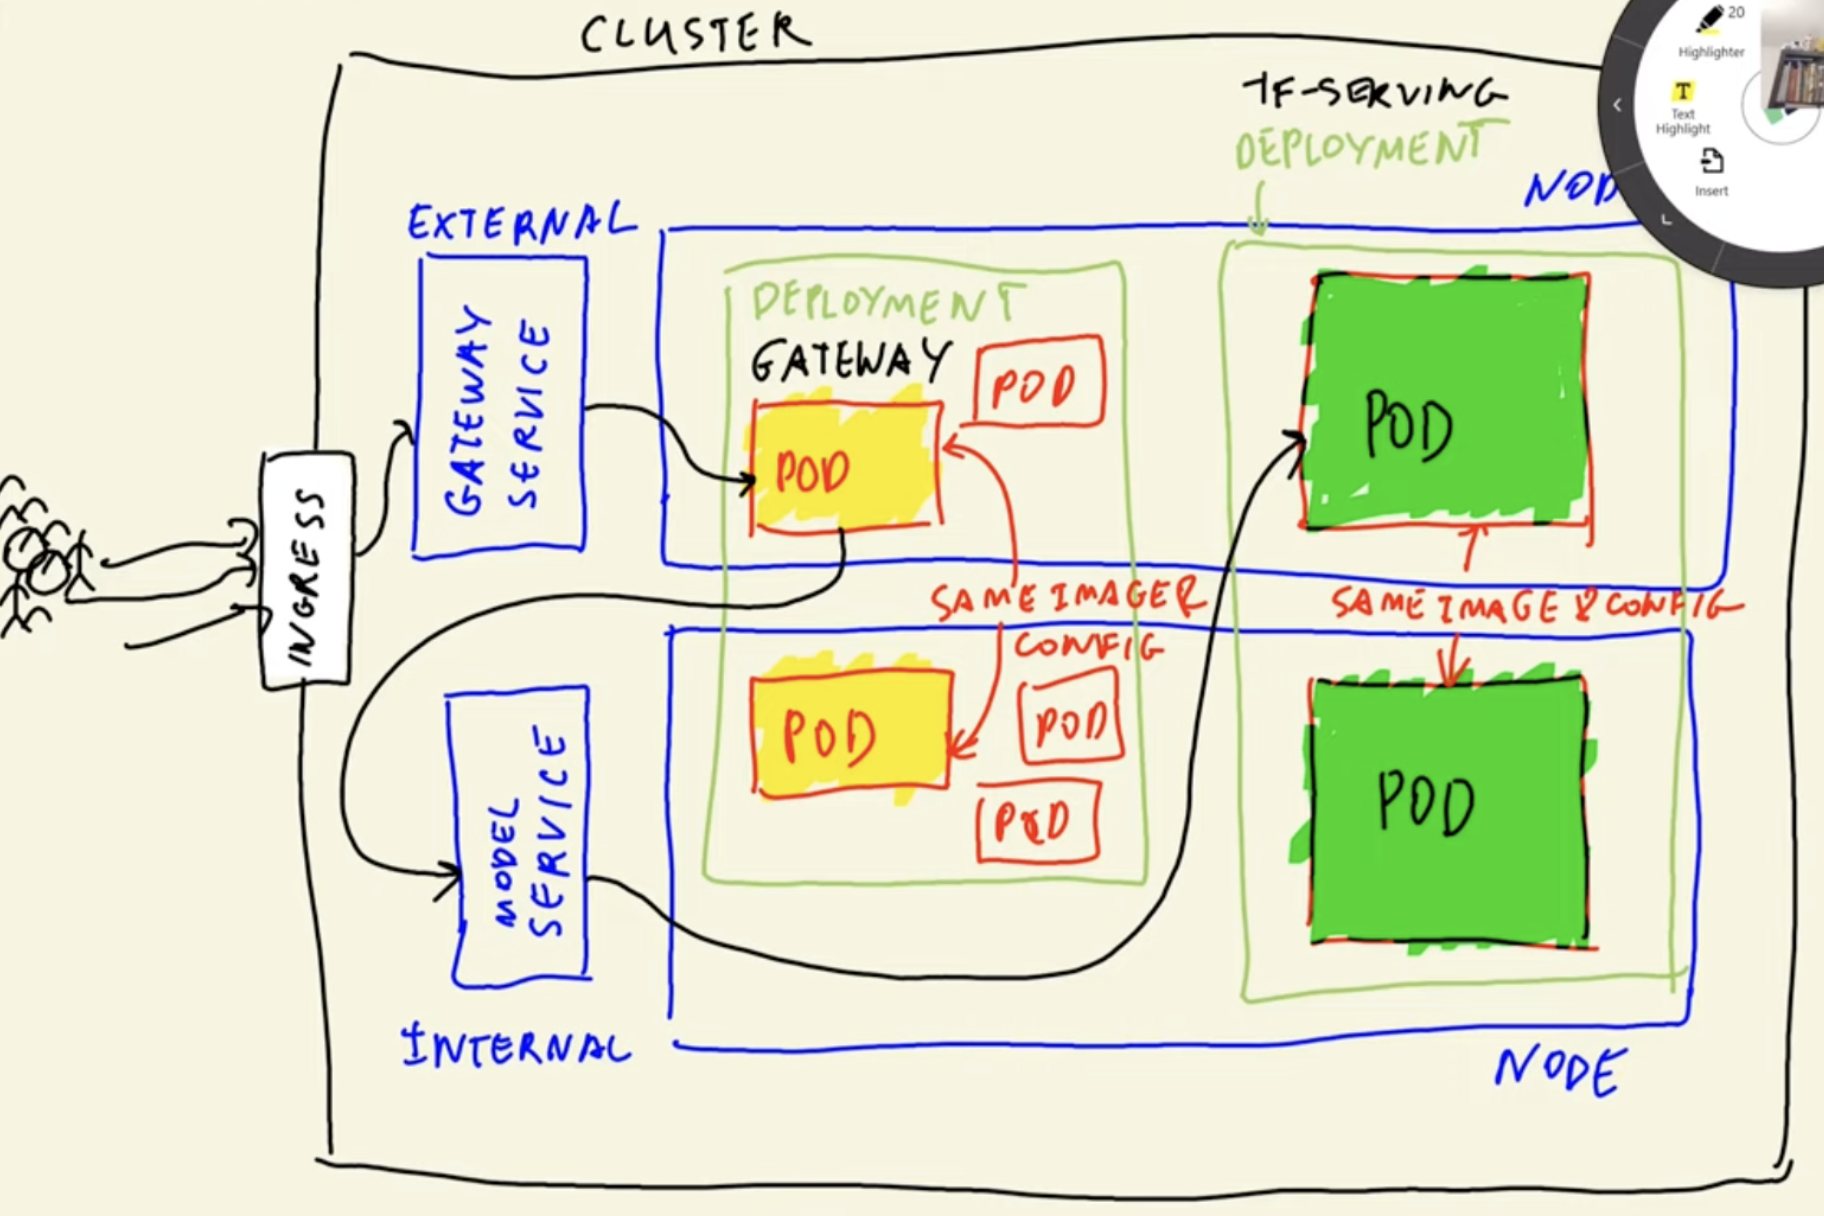 CLUSTER
20
Highlighter
T
Text
Highlight
Insert
TF-SERVING
DEPLOYMENT
NOD
EXTERNAL
GATEWAY
SERVICE
DEPLOYMENT
GATEWAY
POD
POD
POD
INGRESS
SAME IMAGE &
CONFIG
SAME IMAGE & CONFIG
POD
POD
POD
POD
MODEL
SERVICE
INTERNAL
NODE